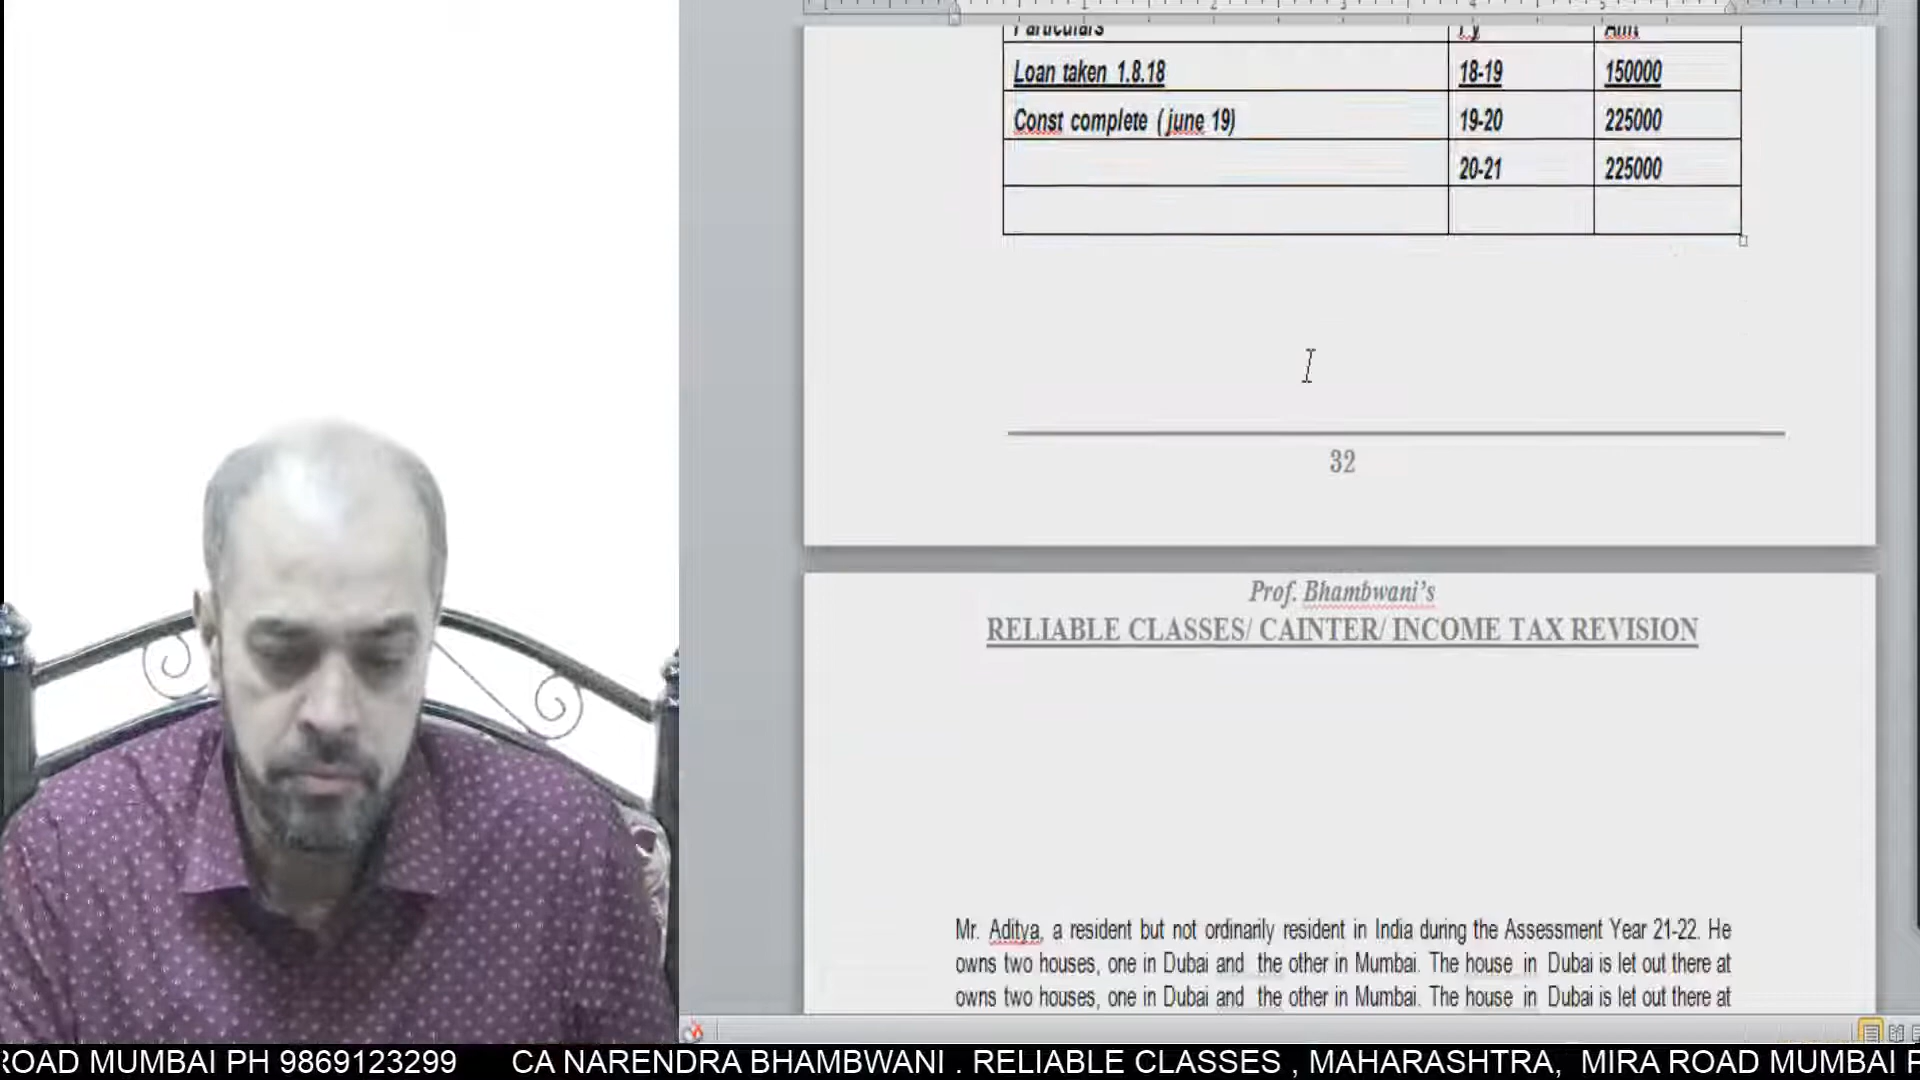 Particulars Fy Amt
Loan taken 1.8.18 18-19 150000
Const complete ( june 19) 19-20 225000
20-21 225000
32
Prof. Bhambwani's
RELIABLE CLASSES/ CAINTER/ INCOME TAX REVISION
Mr. Aditya, a resident but not ordinarily resident in India during the Assessment Year 21-22. He
owns two houses, one in Dubai and the other in Mumbai. The house in Dubai is let out there at
owns two houses, one in Dubai and the other in Mumbai. The house in Dubai is let out there at
ROAD MUMBAI PH 9869123299 CA NARENDRA BHAMBWANI . RELIABLE CLASSES , MAHARASHTRA, MIRA ROAD MUMBAI P